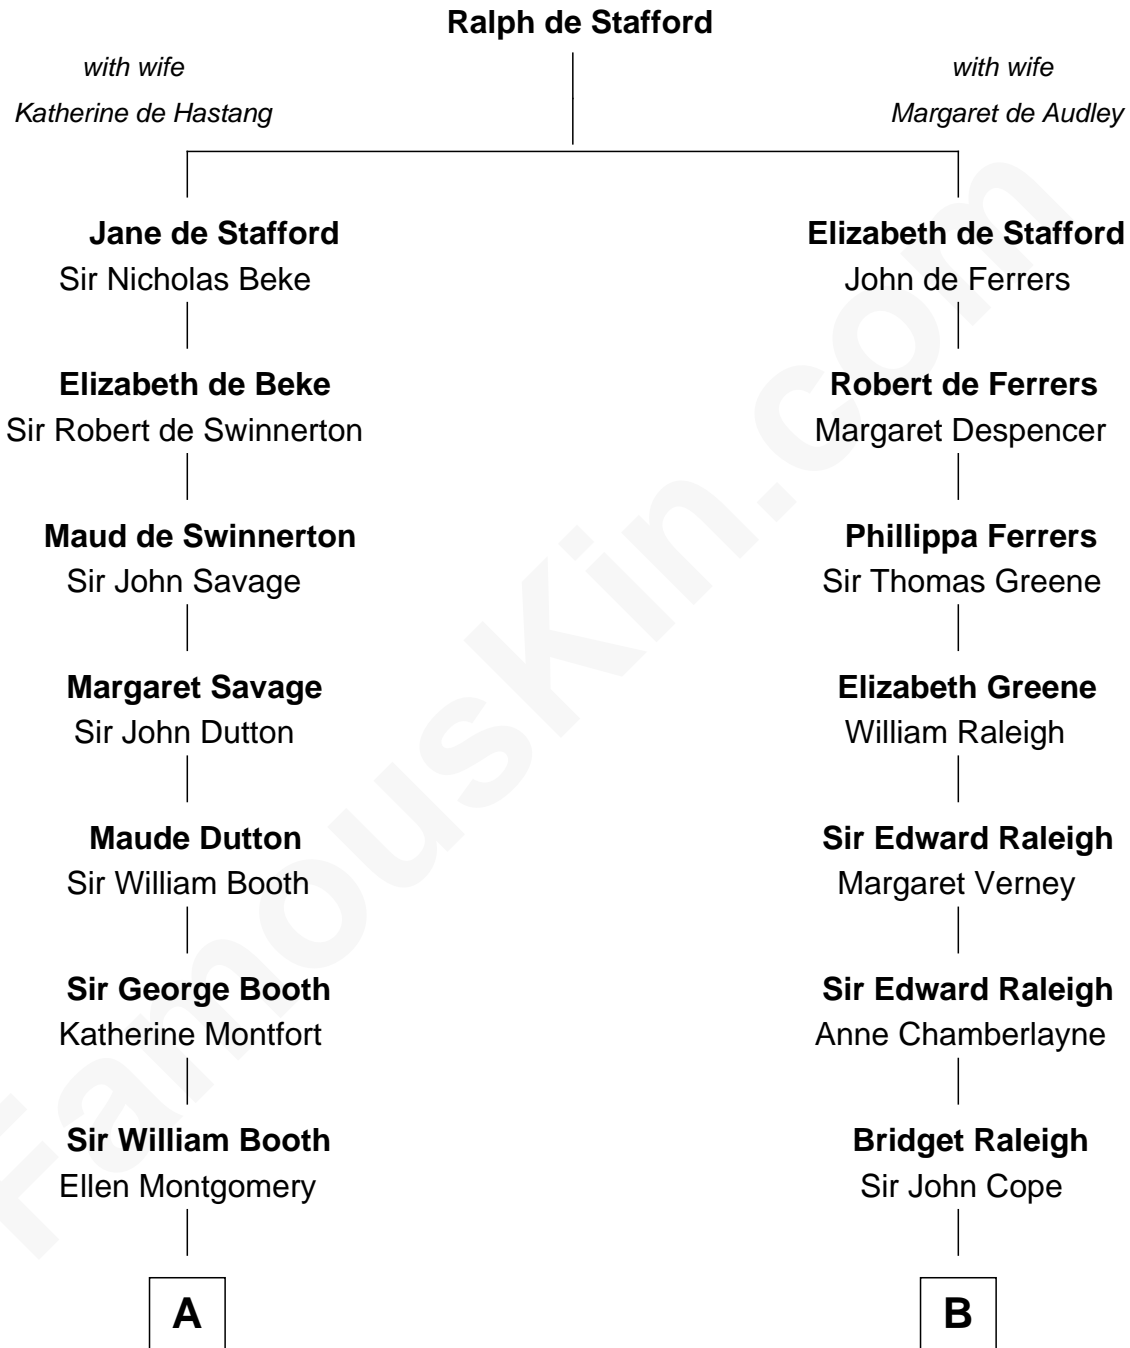 Ralph de Stafford
with wife
Katherine de Hastang
with wife
Margaret de Audley
Jane de Stafford
Sir Nicholas Beke
Elizabeth de Stafford
John de Ferrers
Elizabeth de Beke
Sir Robert de Swinnerton
Robert de Ferrers
Margaret Despencer
Maud de Swinnerton
Sir John Savage
Phillippa Ferrers
Sir Thomas Greene
Margaret Savage
Sir John Dutton
Elizabeth Greene
William Raleigh
Maude Dutton
Sir William Booth
Sir Edward Raleigh
Margaret Verney
Sir George Booth
Katherine Montfort
Sir Edward Raleigh
Anne Chamberlayne
Sir William Booth
Ellen Montgomery
Bridget Raleigh
Sir John Cope
A
B
FamousKin.com